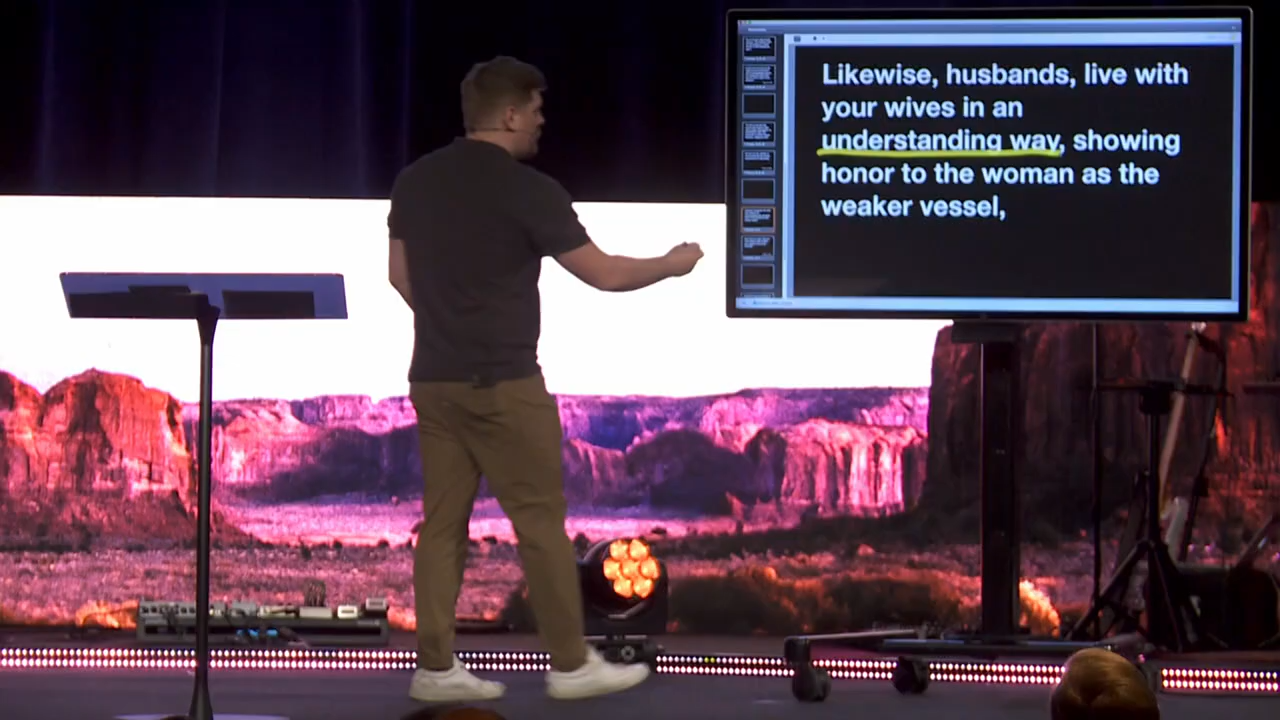 Likewise, husbands, live with
your wives in an
understanding way, showing
honor to the woman as the
weaker vessel,